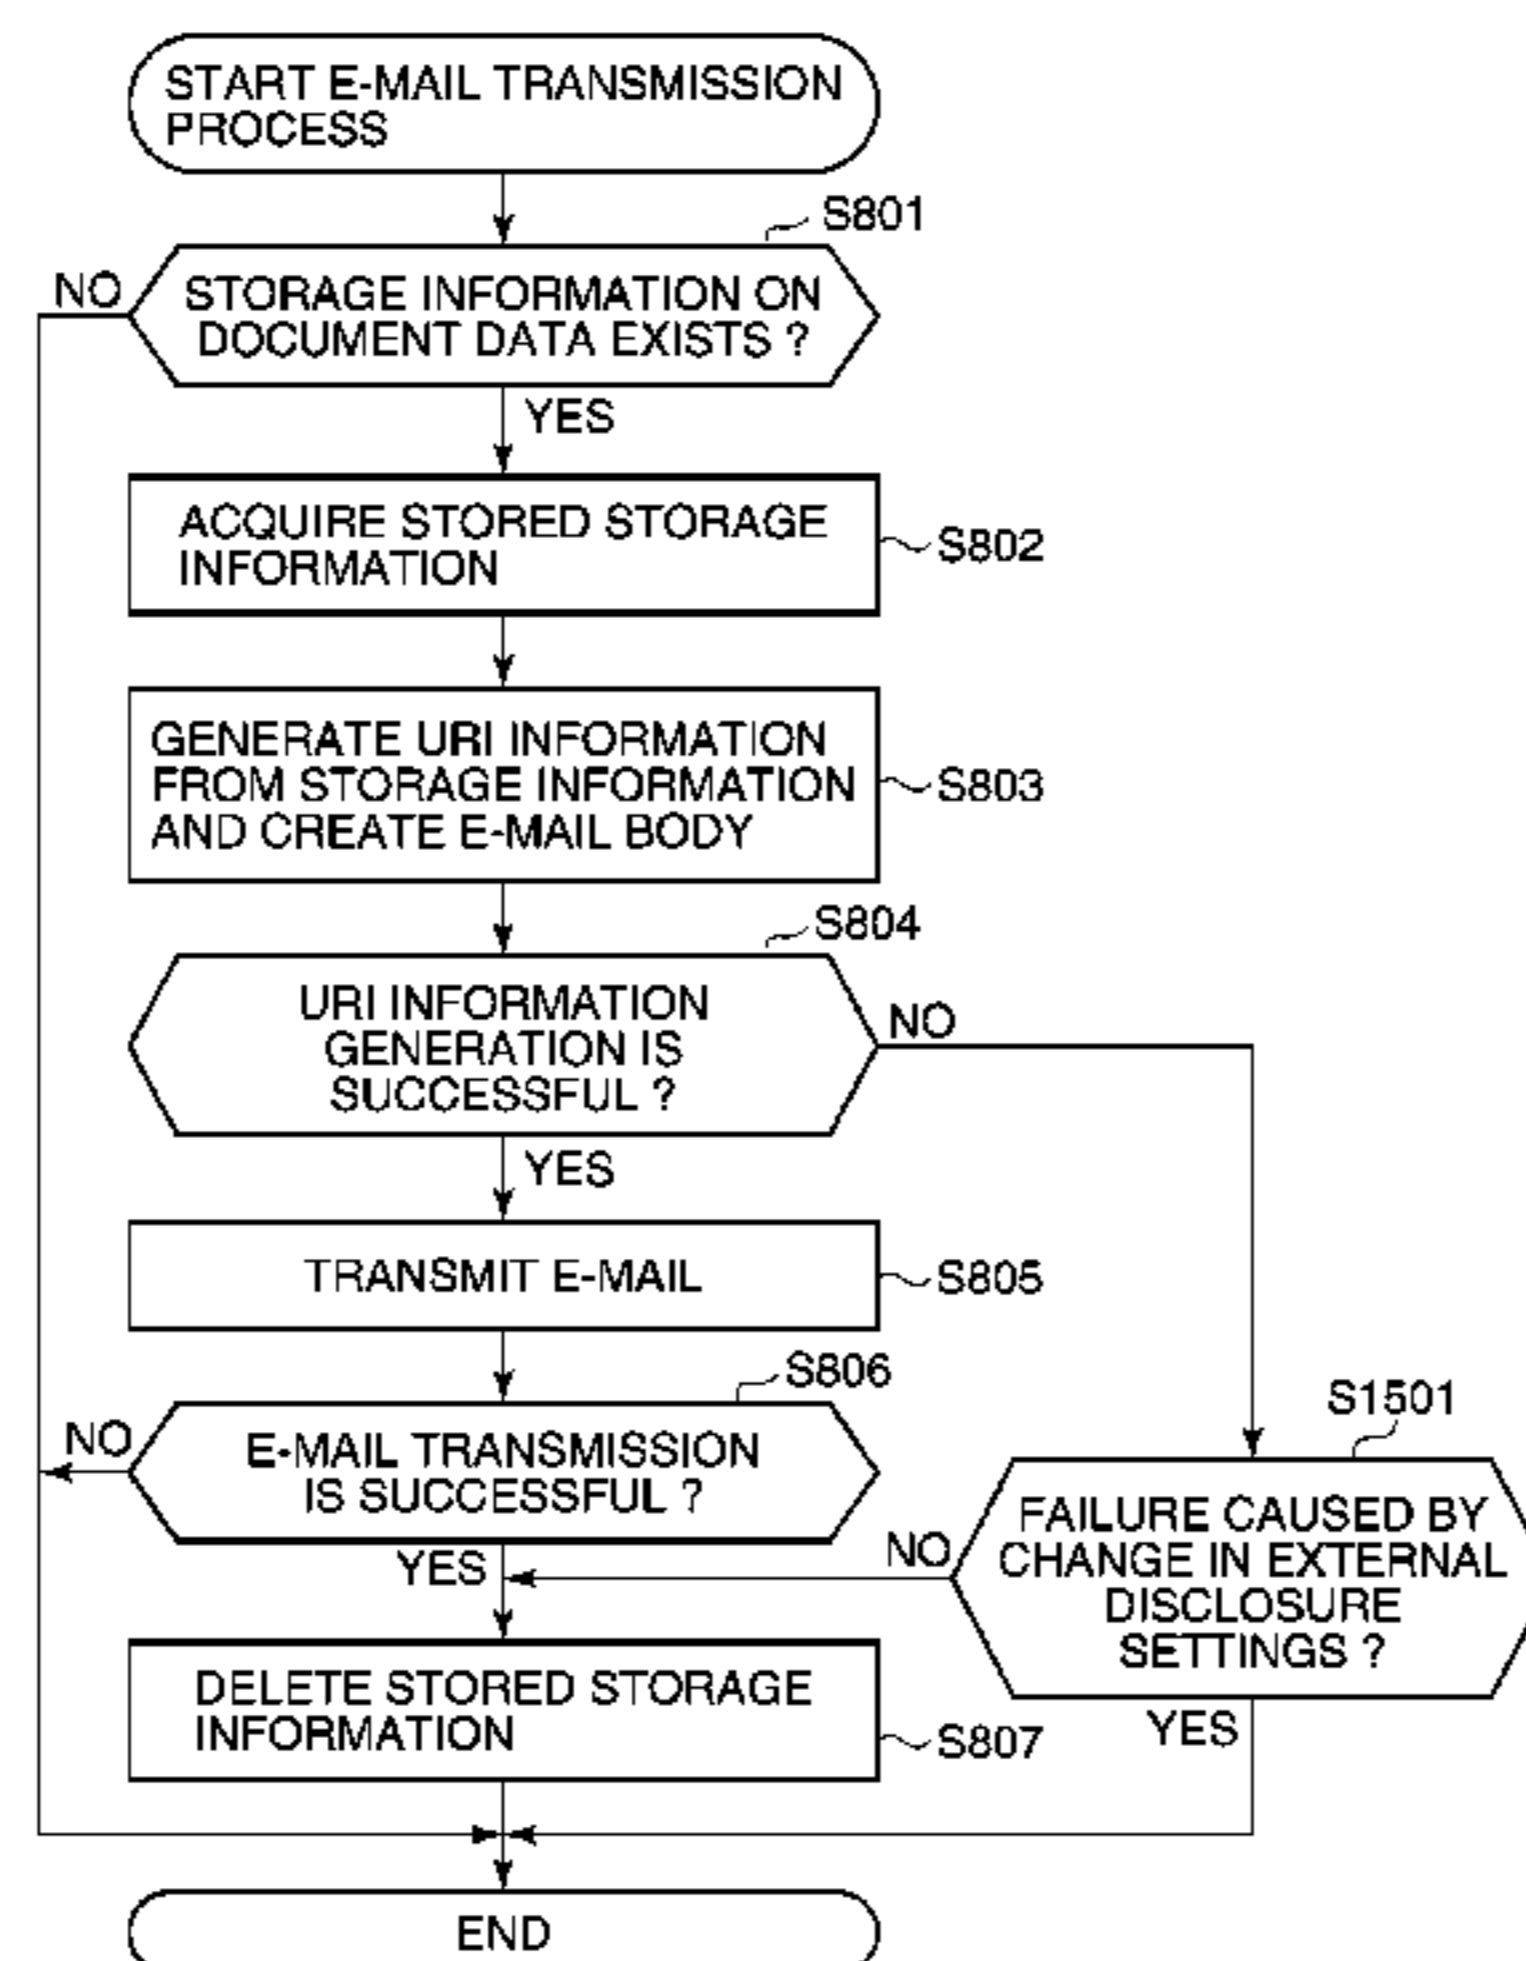 START E-MAIL TRANSMISSION
PROCESS
S801
NO
STORAGE INFORMATION ON
DOCUMENT DATA EXISTS ?
YES
ACQUIRE STORED STORAGE
INFORMATION
S802
GENERATE URI INFORMATION
FROM STORAGE INFORMATION
AND CREATE E-MAIL BODY
S803
S804
URI INFORMATION
GENERATION IS
SUCCESSFUL ?
NO
YES
TRANSMIT E-MAIL
S805
S806
NO
E-MAIL TRANSMISSION
IS SUCCESSFUL ?
YES
S1501
NO
FAILURE CAUSED BY
CHANGE IN EXTERNAL
DISCLOSURE
SETTINGS ?
YES
DELETE STORED STORAGE
INFORMATION
S807
END